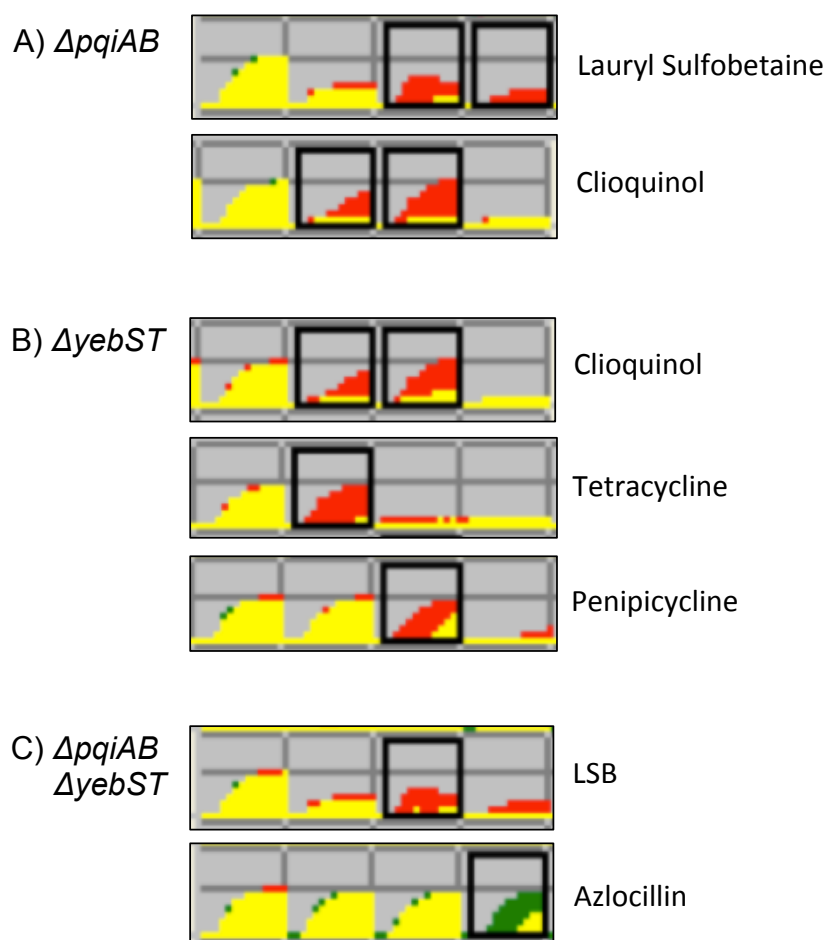 A) ΔpqiAB
Lauryl Sulfobetaine
Clioquinol
B) ΔyebST
Clioquinol
Tetracycline
Penipicycline
C) ΔpqiAB
ΔyebST
LSB
Azlocillin